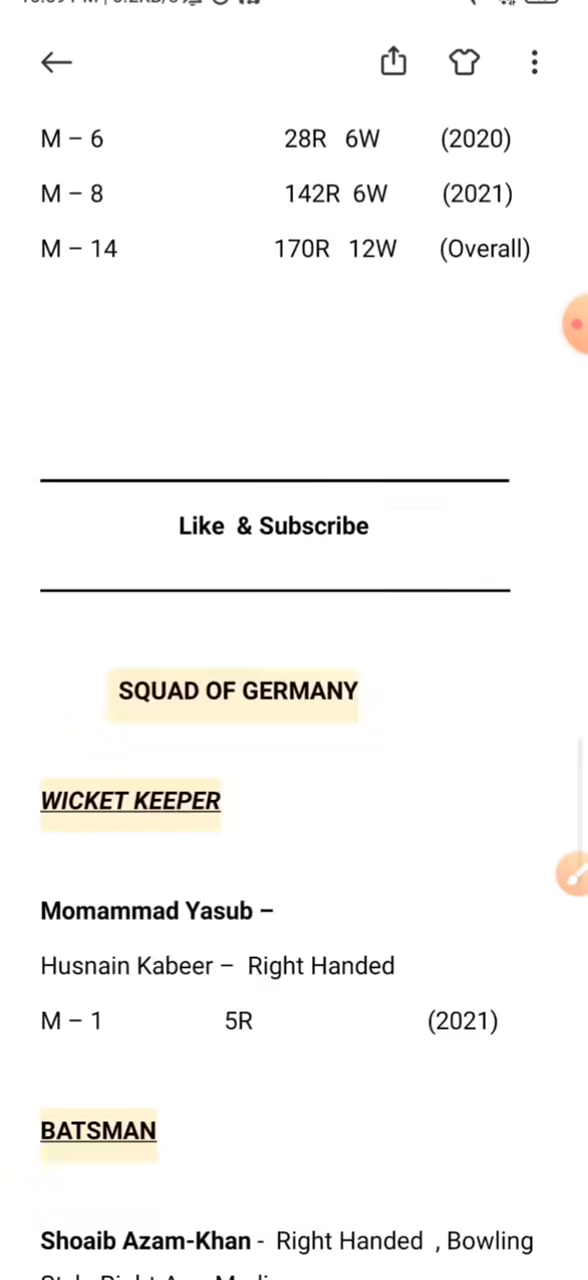 M – 6 28R 6W (2020)
M – 8 142R 6W (2021)
M – 14 170R 12W (Overall)
Like & Subscribe
SQUAD OF GERMANY
WICKET KEEPER
Momammad Yasub –
Husnain Kabeer – Right Handed
M – 1 5R (2021)
BATSMAN
Shoaib Azam-Khan - Right Handed , Bowling